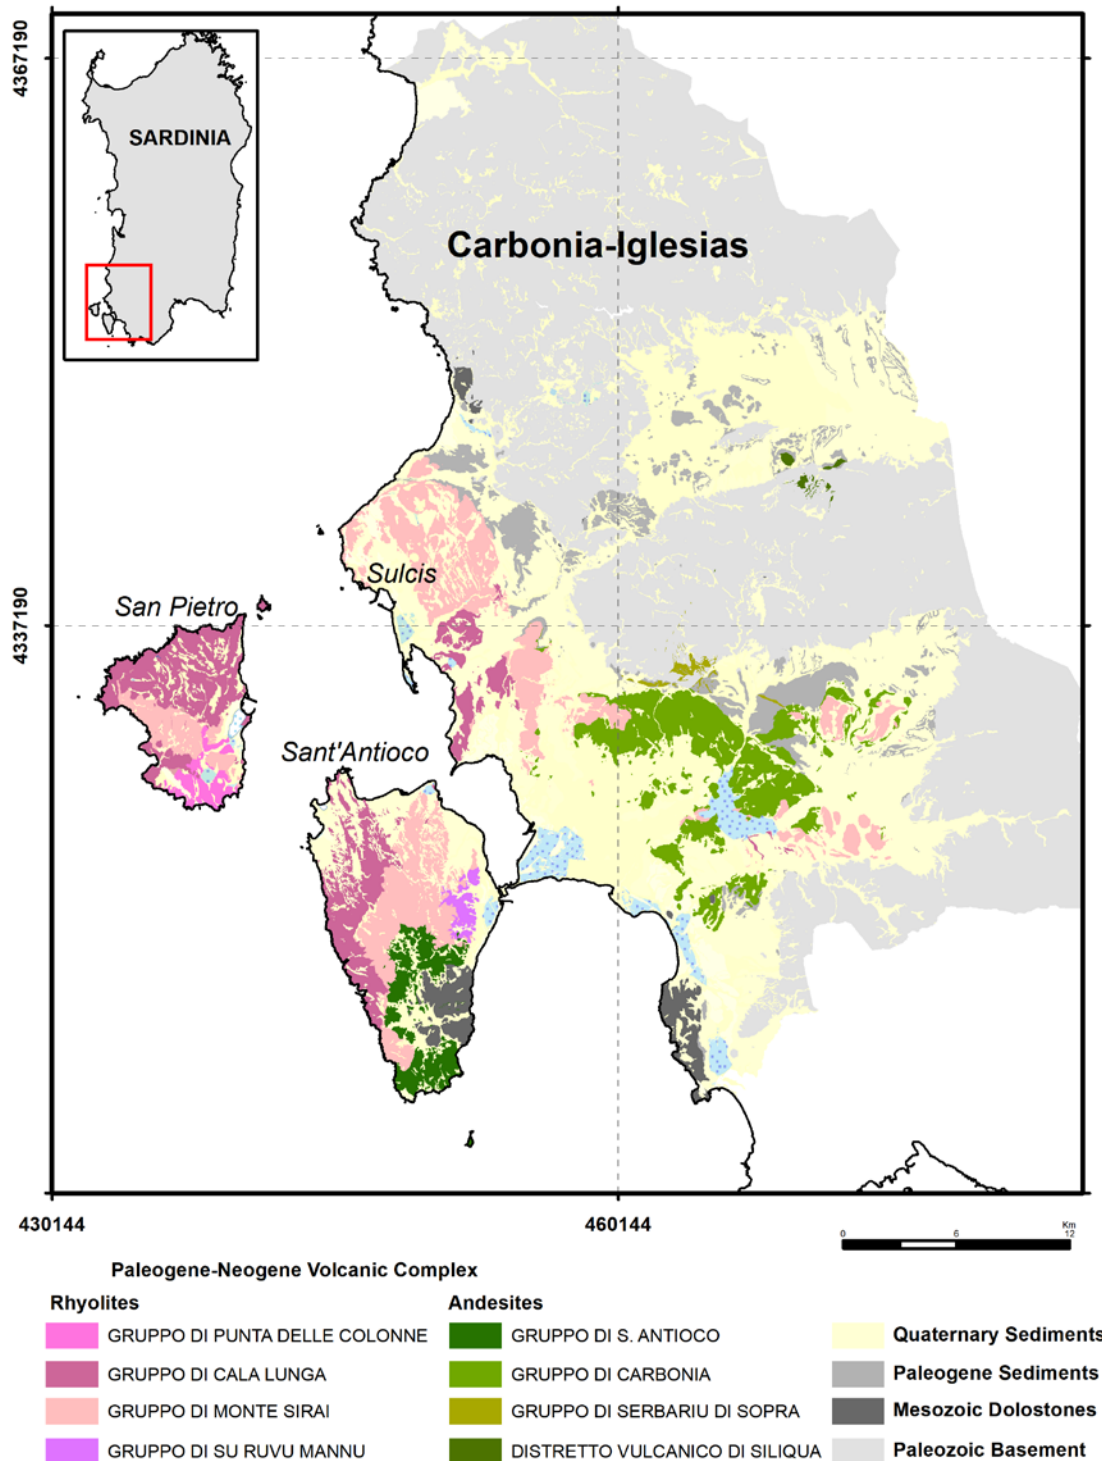 4367190
SARDINIA
Carbonia-Iglesias
Sulcis
San Pietro
4337190
Sant'Antioco
430144
460144
Km
0 6 12
Paleogene-Neogene Volcanic Complex
Rhyolites
GRUPPO DI PUNTA DELLE COLONNE
GRUPPO DI CALA LUNGA
GRUPPO DI MONTE SIRAI
GRUPPO DI SU RUVU MANNU
Andesites
GRUPPO DI S. ANTIOCO
GRUPPO DI CARBONIA
GRUPPO DI SERBARIU DI SOPRA
DISTRETTO VULCANICO DI SILIQUA
Quaternary Sediments
Paleogene Sediments
Mesozoic Dolostones
Paleozoic Basement